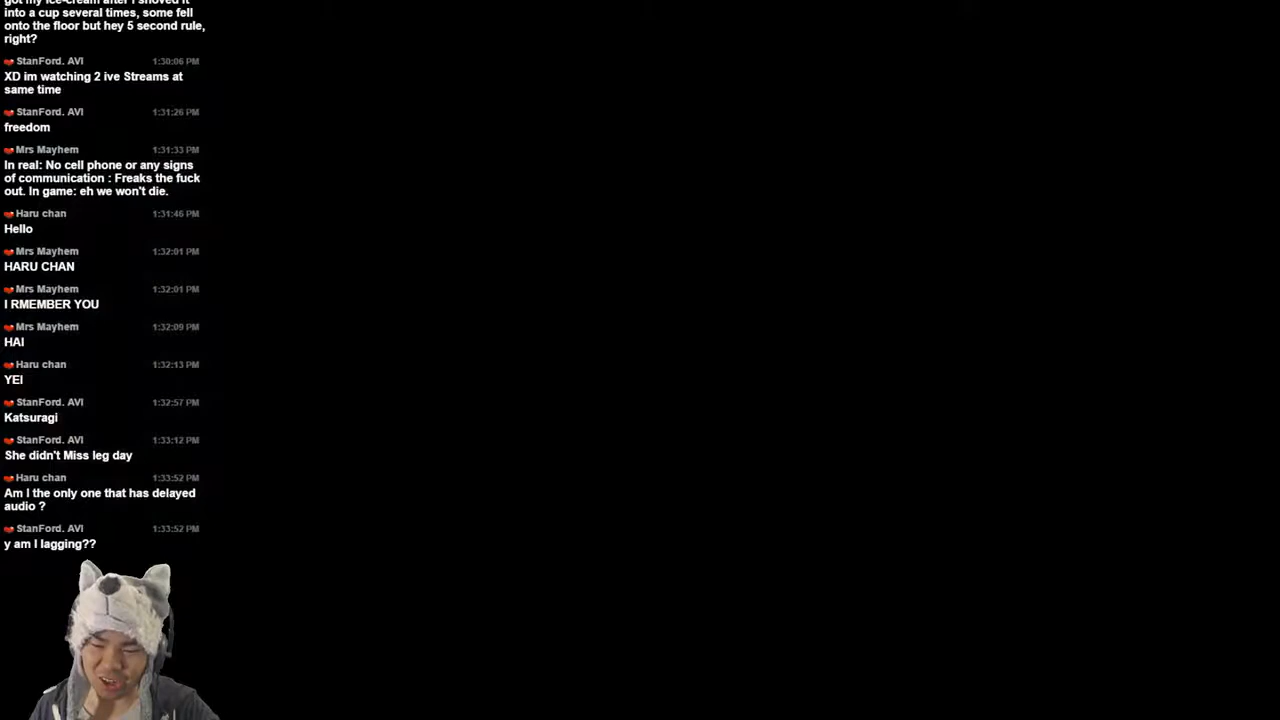 got my ice-cream after I shoved it
into a cup several times, some fell
onto the floor but hey 5 second rule,
right?
StanFord. AVI 1:30:06 PM
XD im watching 2 ive Streams at
same time
StanFord. AVI 1:31:26 PM
freedom
Mrs Mayhem 1:31:33 PM
In real: No cell phone or any signs
of communication : Freaks the fuck
out. In game: eh we won't die.
Haru chan 1:31:46 PM
Hello
Mrs Mayhem 1:32:01 PM
HARU CHAN
Mrs Mayhem 1:32:01 PM
I RMEMBER YOU
Mrs Mayhem 1:32:09 PM
HAI
Haru chan 1:32:13 PM
YEI
StanFord. AVI 1:32:57 PM
Katsuragi
StanFord. AVI 1:33:12 PM
She didn't Miss leg day
Haru chan 1:33:52 PM
Am I the only one that has delayed
audio ?
StanFord. AVI 1:33:52 PM
y am I lagging??